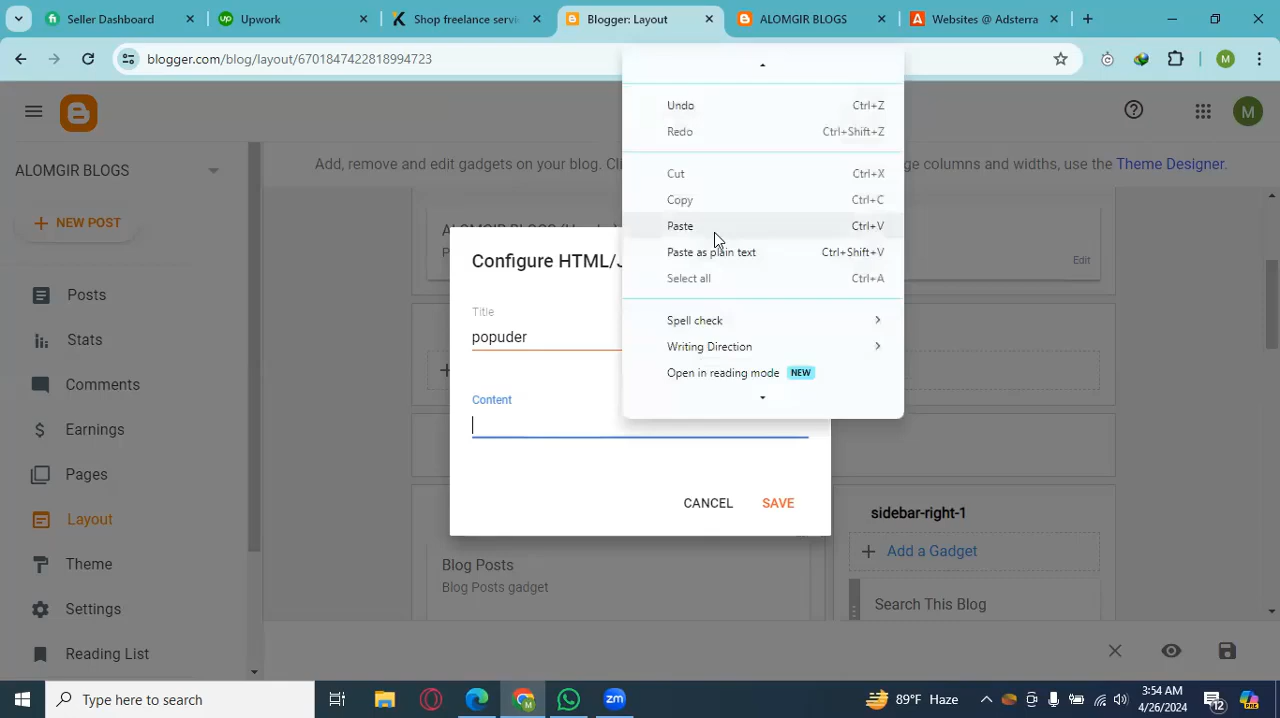 Seller Dashboard
Upwork
Shop freelance servi
Blogger: Layout
ALOMGIR BLOGS
Websites @ Adsterra
blogger.com/blog/layout/6701847422818994723
M
M
ALOMGIR BLOGS
Add, remove and edit gadgets on your blog. Cli
ge columns and widths, use the Theme Designer.
NEW POST
Posts
Stats
Comments
Earnings
Pages
Layout
Theme
Settings
Reading List
Edit
Configure HTML/J
Title
popuder
Content
CANCEL
SAVE
Undo Ctrl+Z
Redo Ctrl+Shift+Z
Cut Ctrl+X
Copy Ctrl+C
Paste Ctrl+V
Paste as plain text Ctrl+Shift+V
Select all Ctrl+A
Spell check
Writing Direction
Open in reading mode NEW
sidebar-right-1
Add a Gadget
Search This Blog
Blog Posts
Blog Posts gadget
Type here to search
zm
89°F Haze
3:54 AM
4/26/2024
12